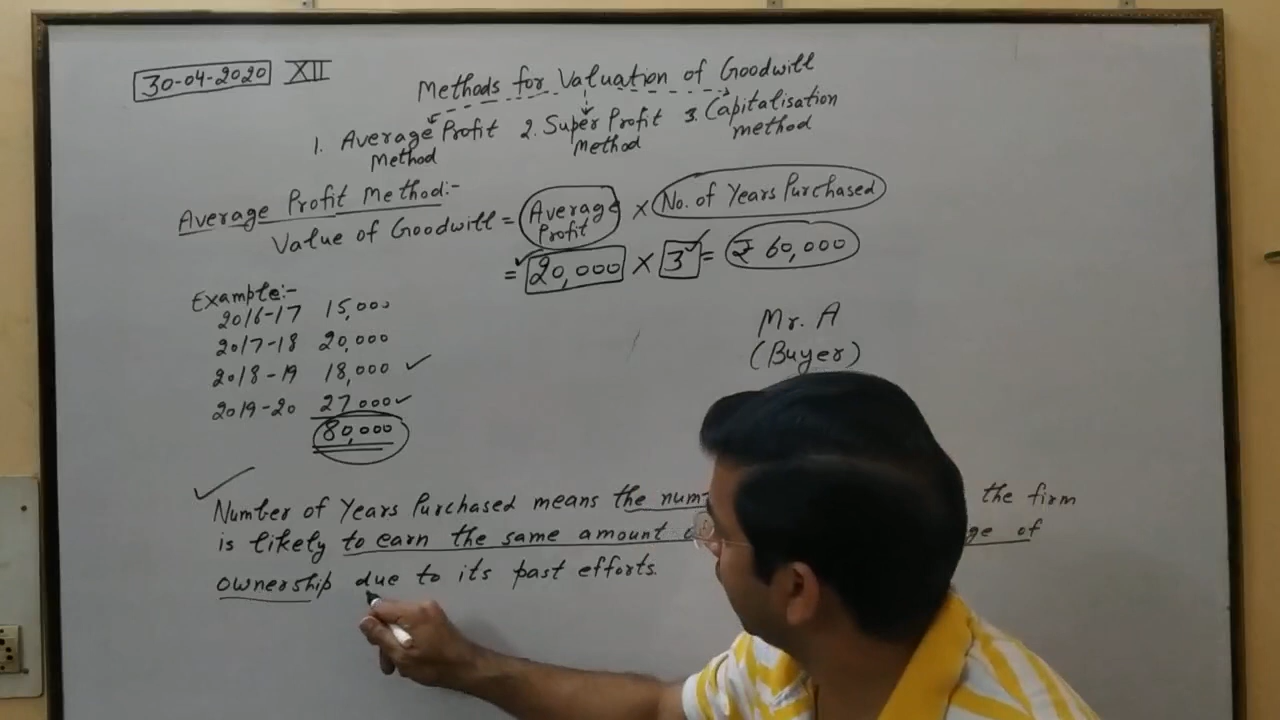 30-04-2020 XII
Methods for Valuation of Goodwill
1. Average Profit Method 2. Super Profit Method 3. Capitalisation method
Average Profit Method:-
Value of Goodwill = Average Profit × No. of Years Purchased
= 20,000 × 3 = ₹ 60,000
Example:-
2016-17 15,000
2017-18 20,000
2018-19 18,000
2019-20 27000
80,000
Mr. A
(Buyer)
Number of Years Purchased means the the firm
is likely to earn the same amount of
ownership due to its past efforts.